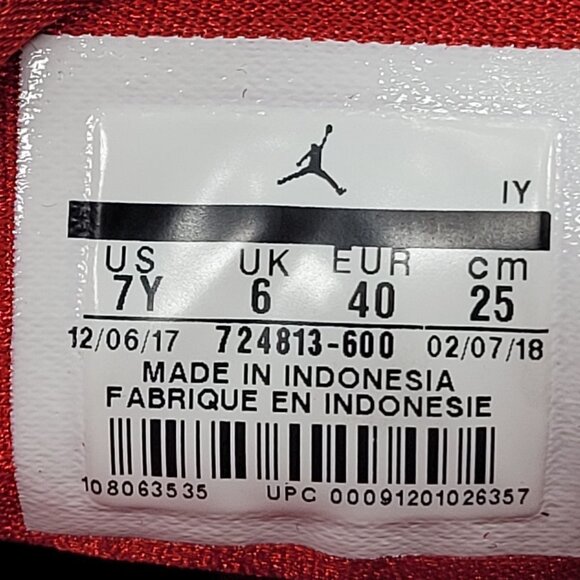 IY
US UK EUR cm
7Y 6 40 25
12/06/17 724813-600 02/07/18
MADE IN INDONESIA
FABRIQUE EN INDONESIE
108063535 UPC 00091201026357